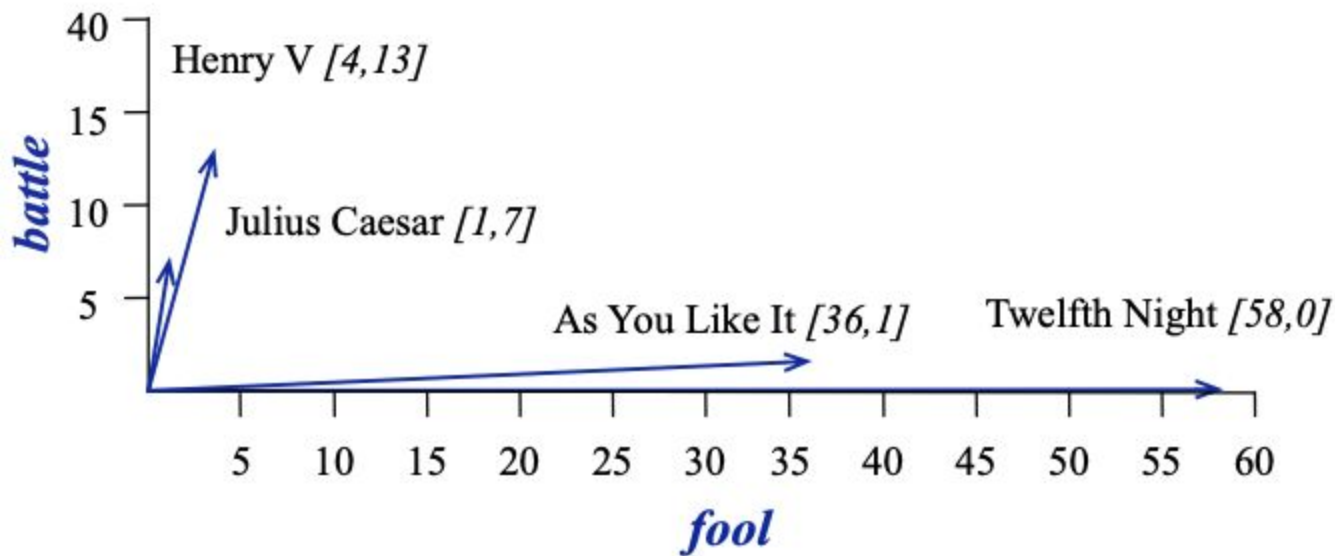 40
Henry V [4,13]
15
battle
10
Julius Caesar [1,7]
5
As You Like It [36,1]
Twelfth Night [58,0]
5 10 15 20 25 30 35 40 45 50 55 60
fool